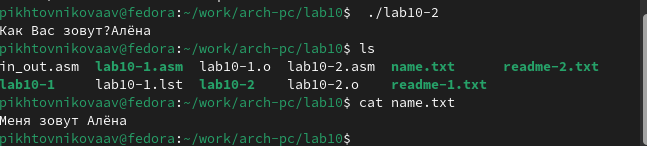 pikhtovnikovaav@fedora:~/work/arch-pc/lab10$  ./lab10-2
Как Вас зовут?Алёна
pikhtovnikovaav@fedora:~/work/arch-pc/lab10$ ls
in_out.asm  lab10-1.asm  lab10-1.o  lab10-2.asm  name.txt      readme-2.txt
lab10-1     lab10-1.lst  lab10-2    lab10-2.o    readme-1.txt
pikhtovnikovaav@fedora:~/work/arch-pc/lab10$ cat name.txt
Меня зовут Алёна
pikhtovnikovaav@fedora:~/work/arch-pc/lab10$